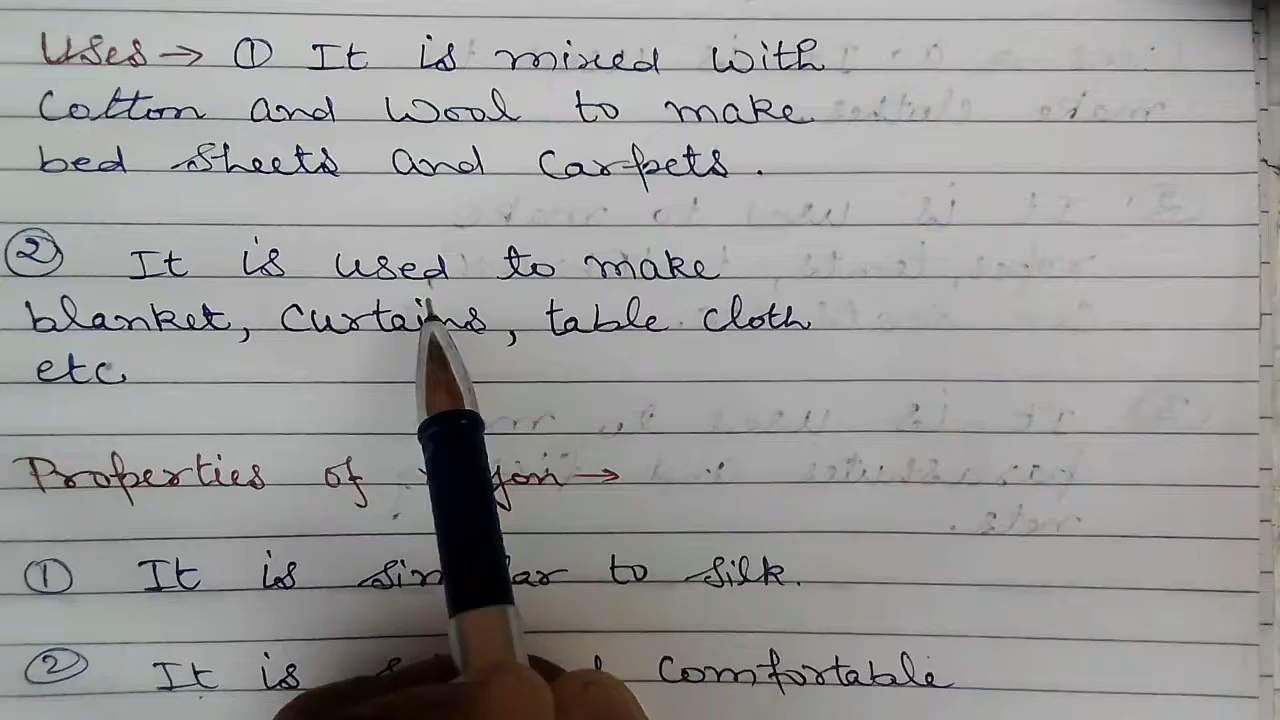 Uses → ① It is mixed with
Cotton and Wool to make
bed sheets and carpets.
② It is used to make
blanket, curtains, table cloth
etc.
Properties of →
① It is to silk.
② It is comfortable